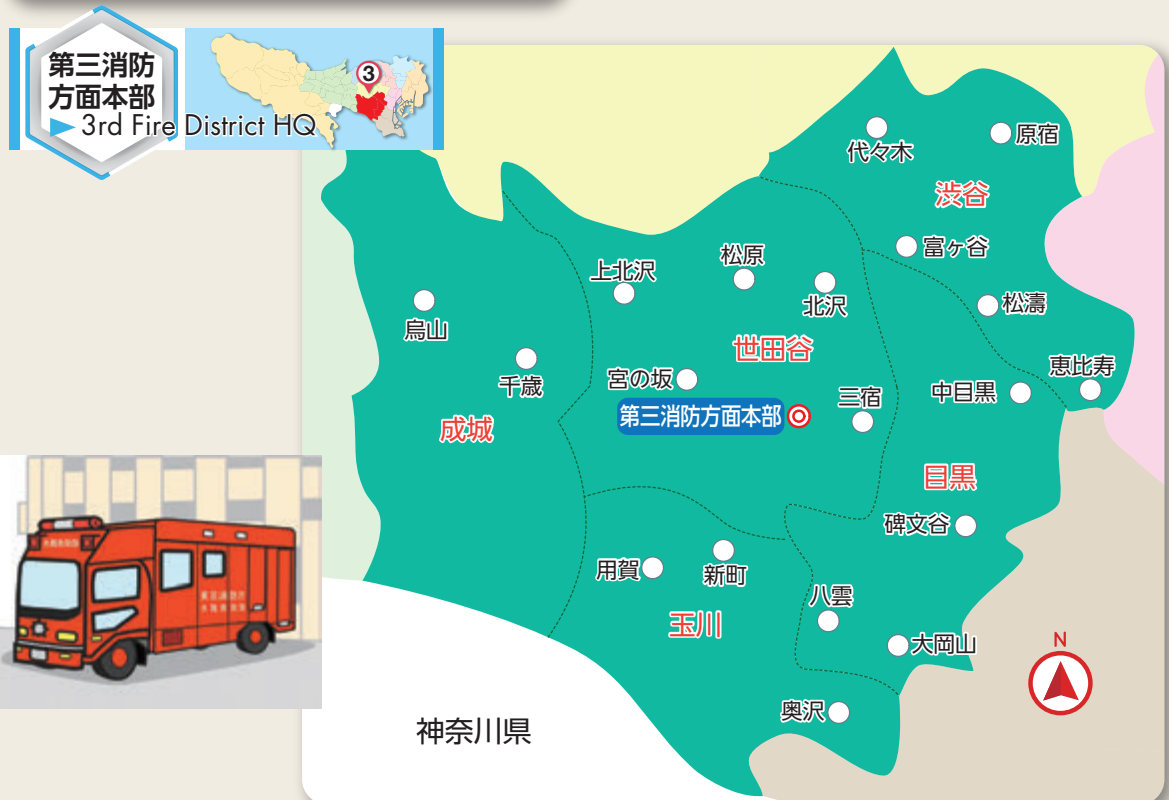 第三消防
方面本部
3rd Fire District HQ
3
代々木
原宿
渋谷
富ヶ谷
松原
上北沢
北沢
松濤
烏山
世田谷
恵比寿
千歳
宮の坂
中目黒
三宿
第三消防方面本部
成城
目黒
碑文谷
用賀
新町
八雲
玉川
大岡山
N
奥沢
神奈川県